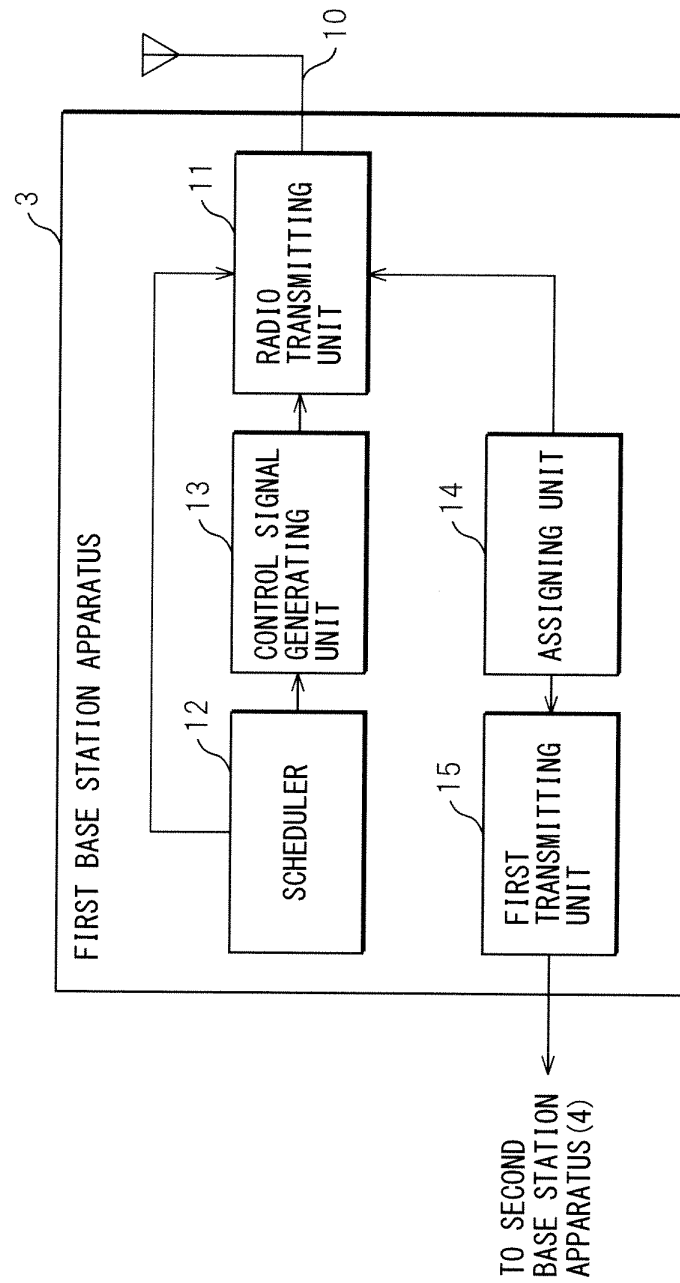 FIRST BASE STATION APPARATUS
3
12
SCHEDULER
13
CONTROL SIGNAL
GENERATING
UNIT
11
RADIO
TRANSMITTING
UNIT
10
15
FIRST
TRANSMITTING
UNIT
14
ASSIGNING UNIT
TO SECOND
BASE STATION
APPARATUS(4)